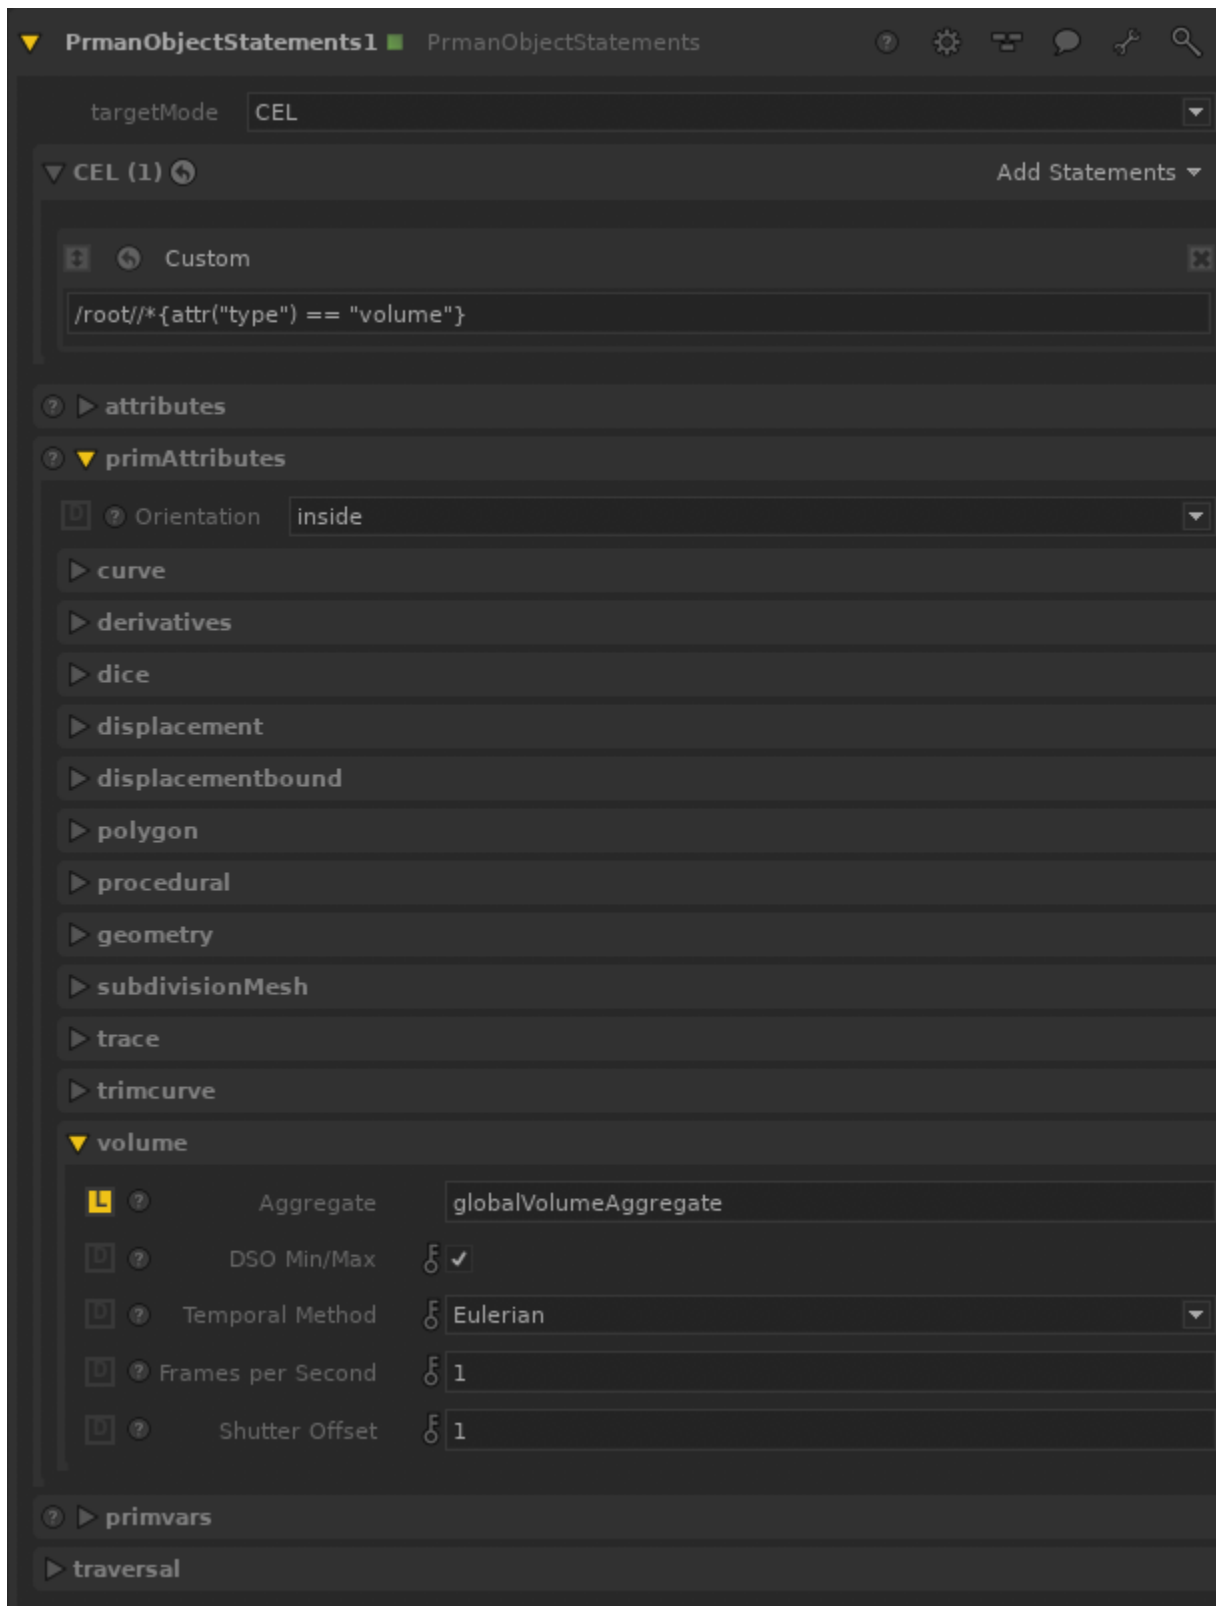 PrmanObjectStatements1 PrmanObjectStatements
targetMode CEL
CEL (1) Add Statements
Custom
/root//*{attr("type") == "volume"}
attributes
primAttributes
D Orientation inside
curve
derivatives
dice
displacement
displacementbound
polygon
procedural
geometry
subdivisionMesh
trace
trimcurve
volume
L Aggregate globalVolumeAggregate
D DSO Min/Max
D Temporal Method Eulerian
D Frames per Second 1
D Shutter Offset 1
primvars
traversal